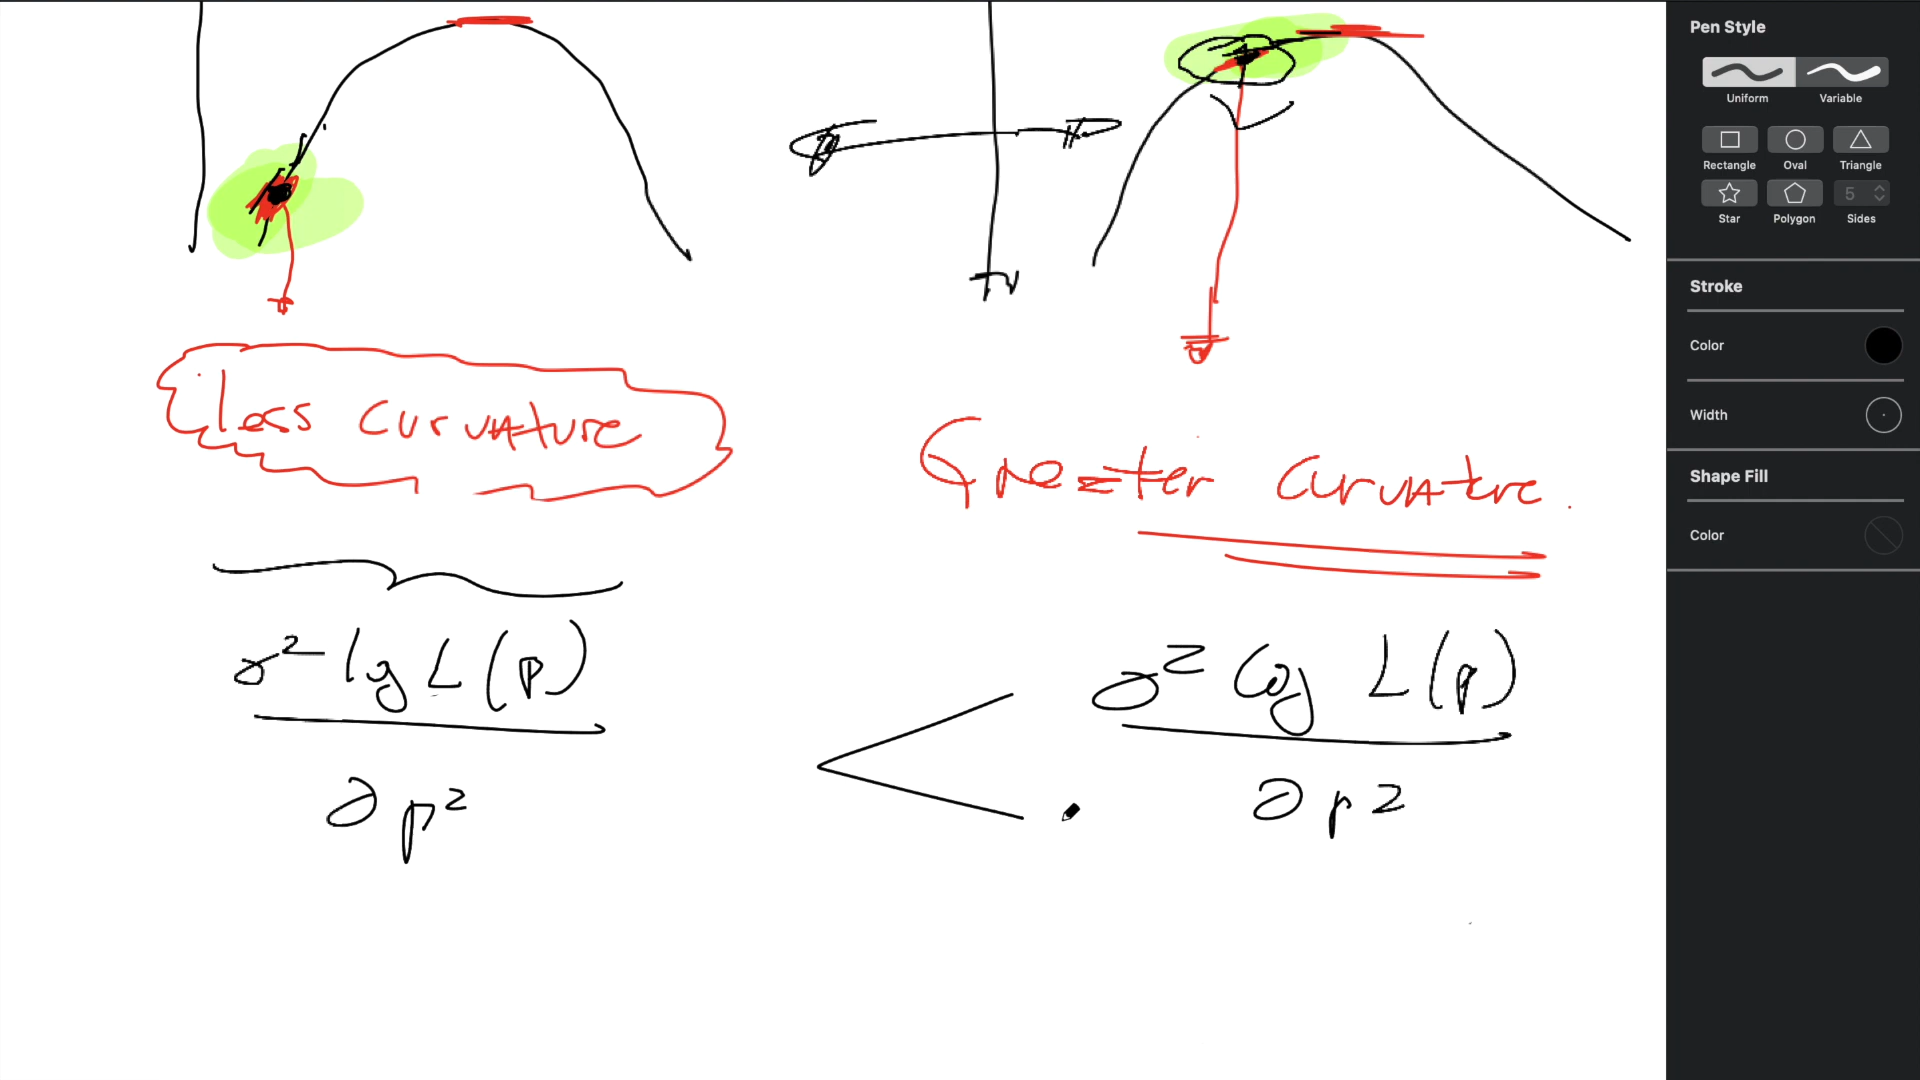 less curvature
Greater curvature.
∂² log L(p)
∂p²
<
∂² log L(p)
∂p²
Pen Style
Uniform
Variable
Rectangle
Oval
Triangle
5
Star
Polygon
Sides
Stroke
Color
Width
Shape Fill
Color